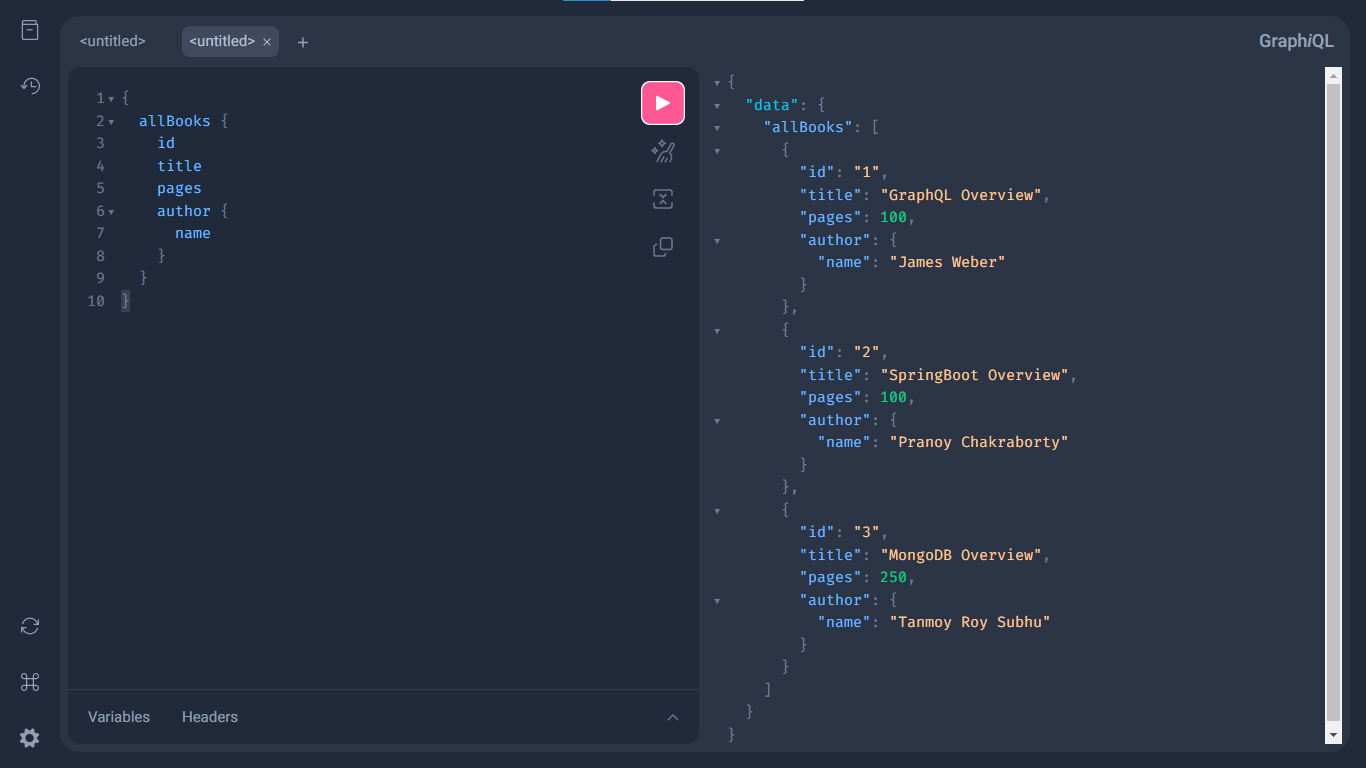 <untitled>
<untitled> × +
GraphiQL
1 {
2   allBooks {
3     id
4     title
5     pages
6     author {
7       name
8     }
9   }
10 }
Variables Headers
{
  "data": {
    "allBooks": [
      {
        "id": "1",
        "title": "GraphQL Overview",
        "pages": 100,
        "author": {
          "name": "James Weber"
        }
      },
      {
        "id": "2",
        "title": "SpringBoot Overview",
        "pages": 100,
        "author": {
          "name": "Pranoy Chakraborty"
        }
      },
      {
        "id": "3",
        "title": "MongoDB Overview",
        "pages": 250,
        "author": {
          "name": "Tanmoy Roy Subhu"
        }
      }
    ]
  }
}